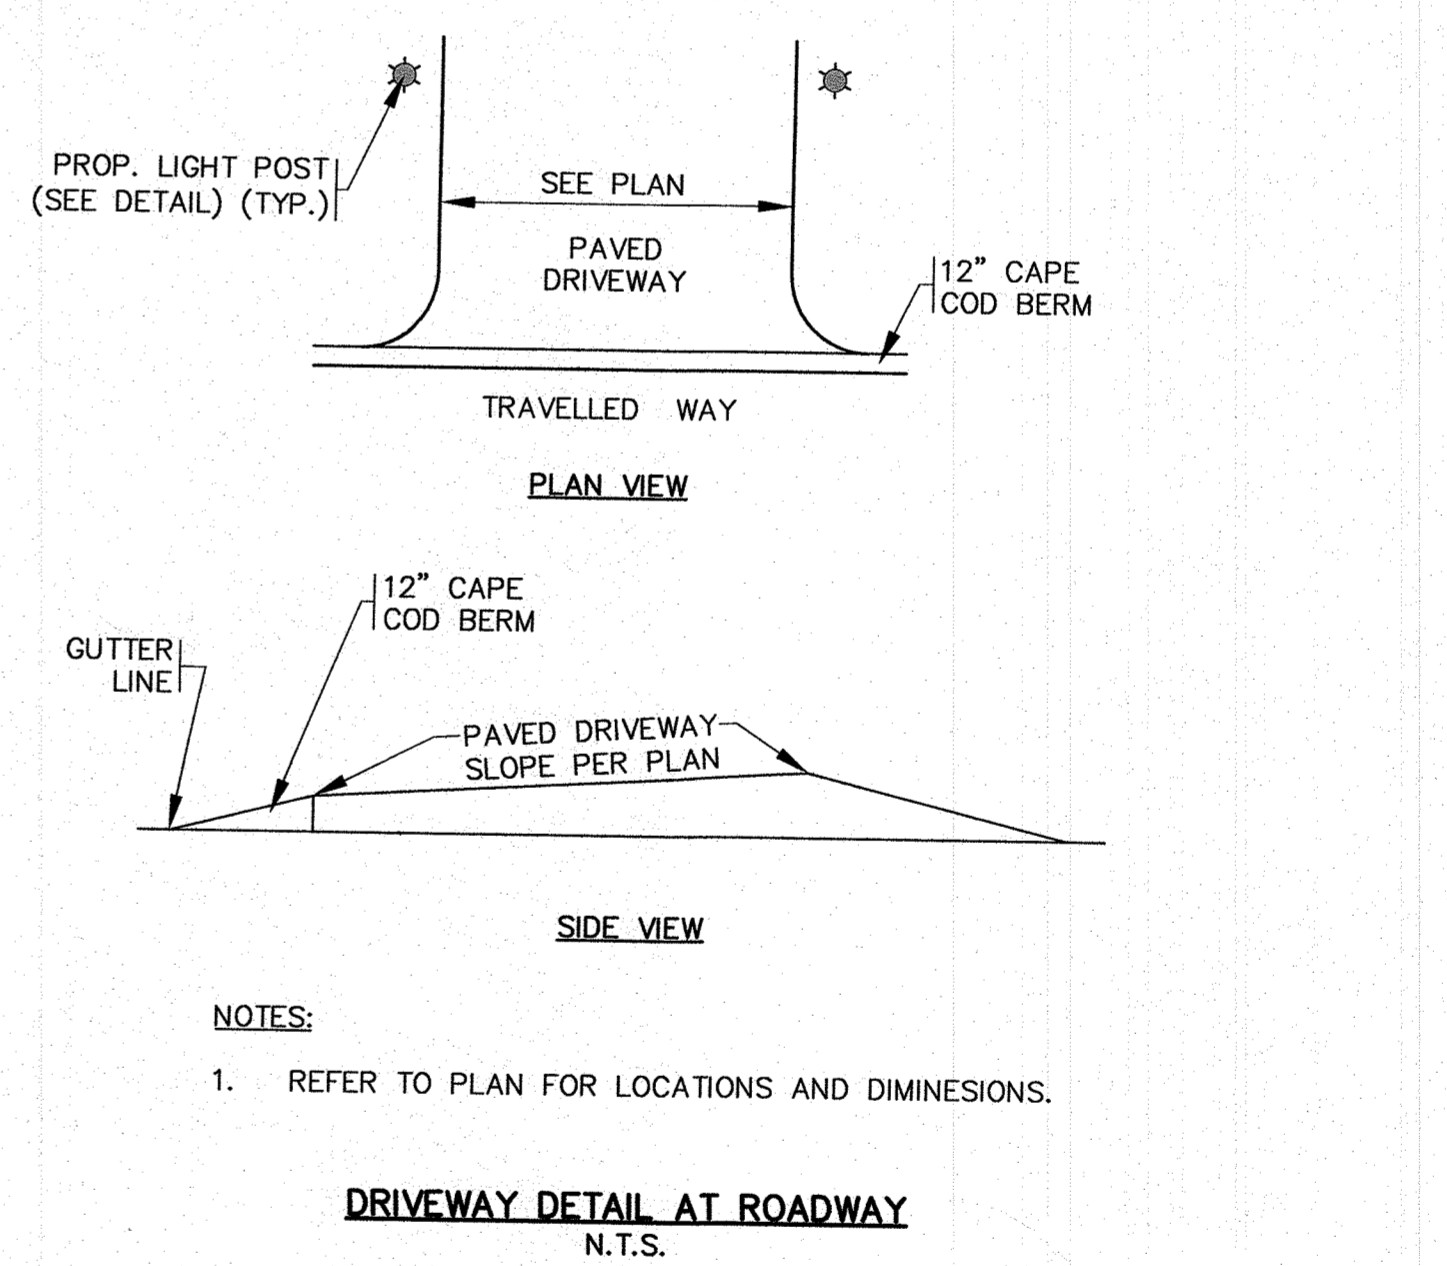 PROP. LIGHT POST
(SEE DETAIL) (TYP.)
SEE PLAN
PAVED
DRIVEWAY
12" CAPE
COD BERM
TRAVELLED WAY
PLAN VIEW
12" CAPE
COD BERM
GUTTER
LINE
PAVED DRIVEWAY
SLOPE PER PLAN
SIDE VIEW
NOTES:
1. REFER TO PLAN FOR LOCATIONS AND DIMINESIONS.
DRIVEWAY DETAIL AT ROADWAY
N.T.S.